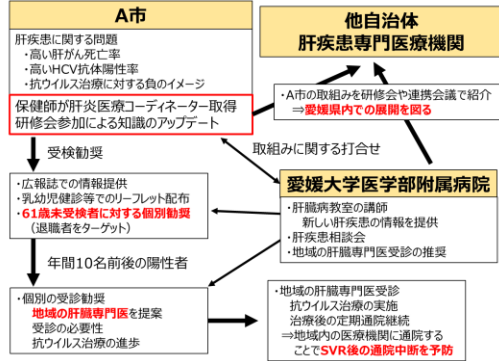 A市
肝疾患に関する問題
・高い肝がん死亡率
・高いHCV抗体陽性率
・抗ウイルス治療に対する負のイメージ
保健師が肝炎医療コーディネーター取得
研修会参加による知識のアップデート
他自治体
肝疾患専門医療機関
・A市の取組みを研修会や連携会議で紹介
⇒愛媛県内での展開を図る
受検勧奨
取組みに関する打合せ
・広報誌での情報提供
・乳幼児健診等でのリーフレット配布
・61歳未受検者に対する個別勧奨
（退職者をターゲット）
愛媛大学医学部附属病院
・肝臓病教室の講師
新しい肝疾患の情報を提供
・肝疾患相談会
・地域の肝臓専門医受診の推奨
年間10名前後の陽性者
・個別の受診勧奨
地域の肝臓専門医を提案
受診の必要性
抗ウイルス治療の進歩
・地域の肝臓専門医受診
抗ウイルス治療の実施
治療後の定期通院継続
⇒地域内の医療機関に通院する
ことでSVR後の通院中断を予防